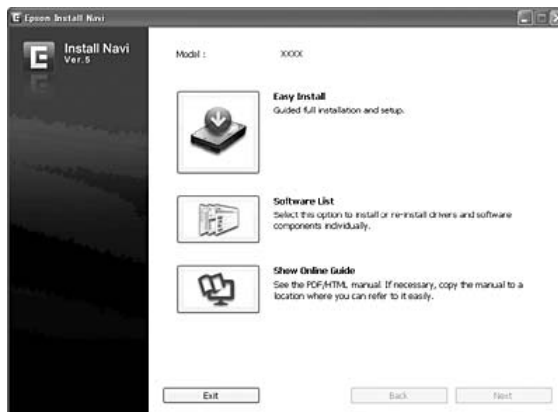 Epson Install Navi
E
Install Navi
Ver.5
Model :
XXXX
Easy Install
Guided full installation and setup.
Software List
Select this option to install or re-install drivers and software
components individually.
Show Online Guide
See the PDF/HTML manual. If necessary, copy the manual to a
location where you can refer to it easily.
Exit
Back
Next